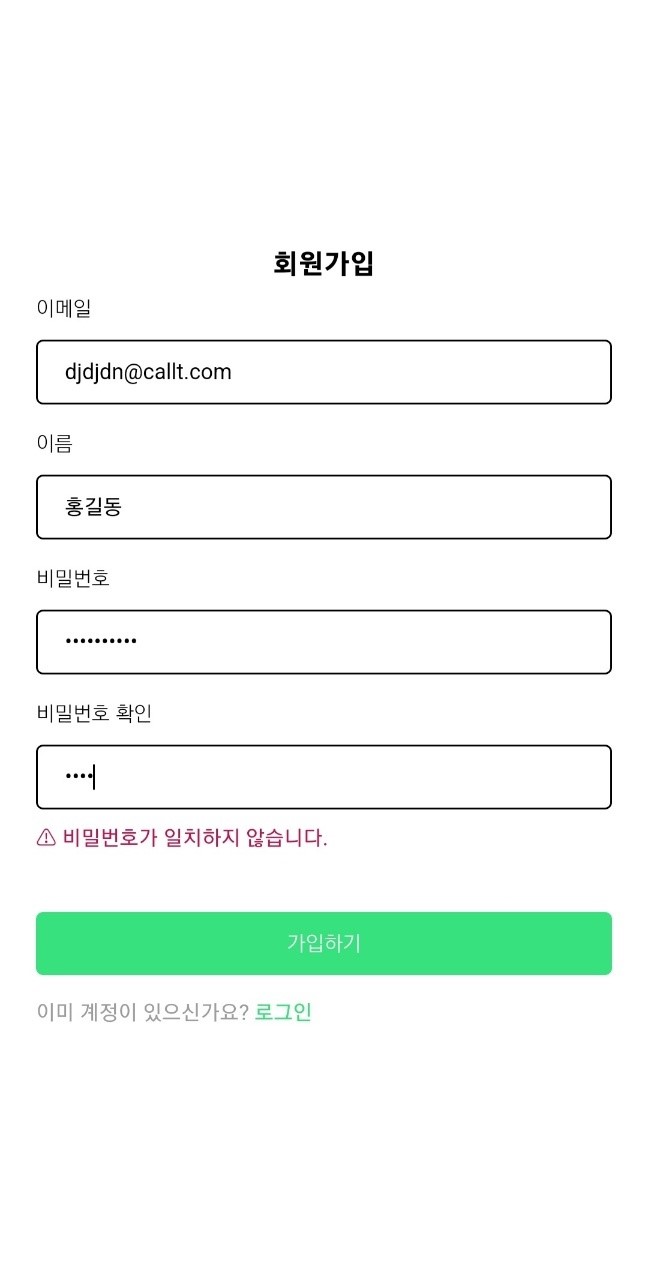 회원가입
이메일
djdjdn@callt.com
이름
홍길동
비밀번호
••••••••••
비밀번호 확인
••••
⚠ 비밀번호가 일치하지 않습니다.
가입하기
이미 계정이 있으신가요? 로그인